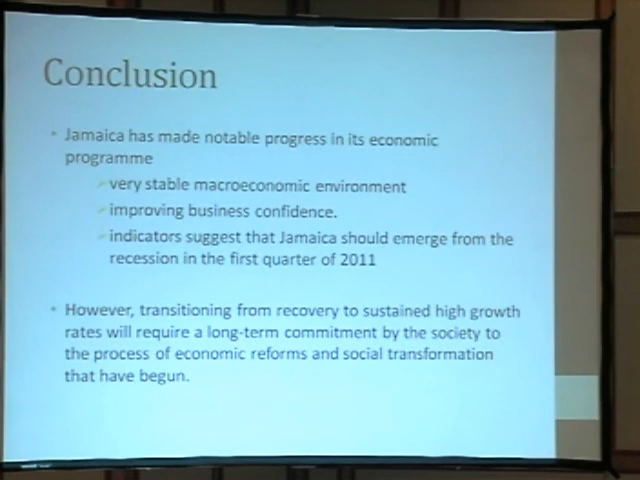 Conclusion
Jamaica has made notable progress in its economic
programme
very stable macroeconomic environment
improving business confidence.
indicators suggest that Jamaica should emerge from the
recession in the first quarter of 2011
However, transitioning from recovery to sustained high growth
rates will require a long-term commitment by the society to
the process of economic reforms and social transformation
that have begun.